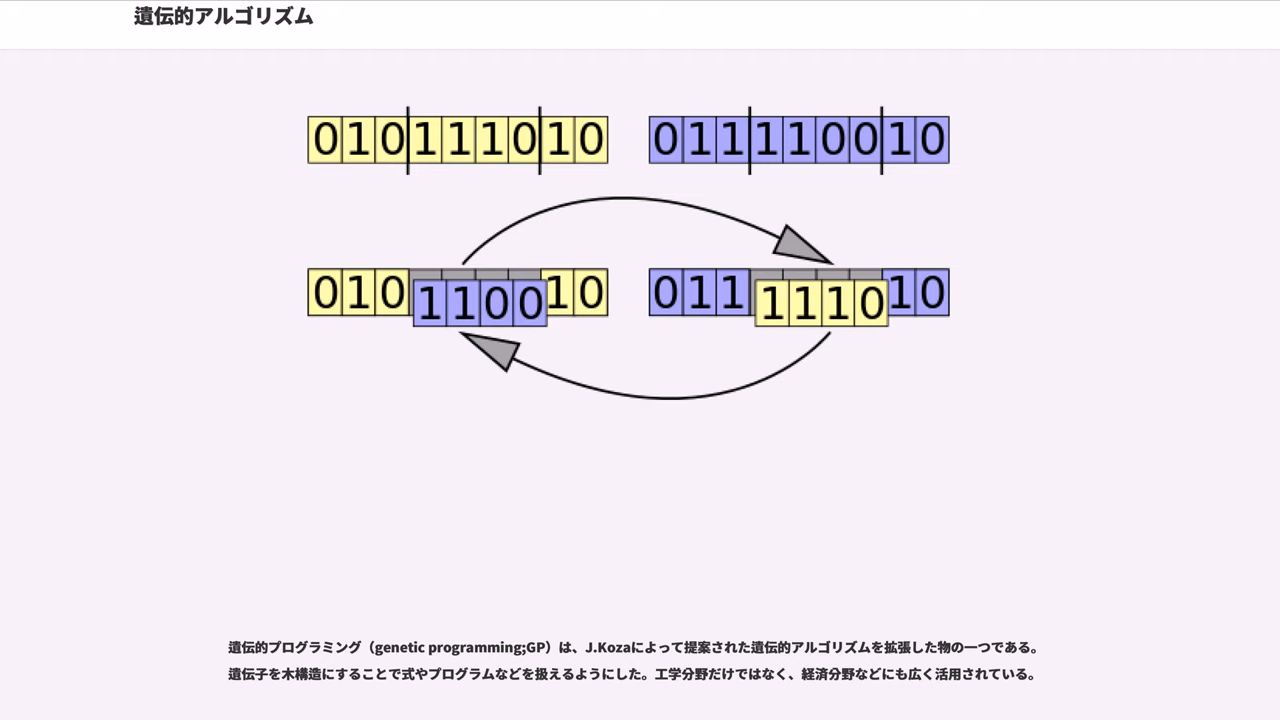 遺伝的アルゴリズム
010111010 011110010
010 1100 10 011 1110 10
遺伝的プログラミング（genetic programming;GP）は、J.Kozaによって提案された遺伝的アルゴリズムを拡張した物の一つである。
遺伝子を木構造にすることで式やプログラムなどを扱えるようにした。工学分野だけではなく、経済分野などにも広く活用されている。